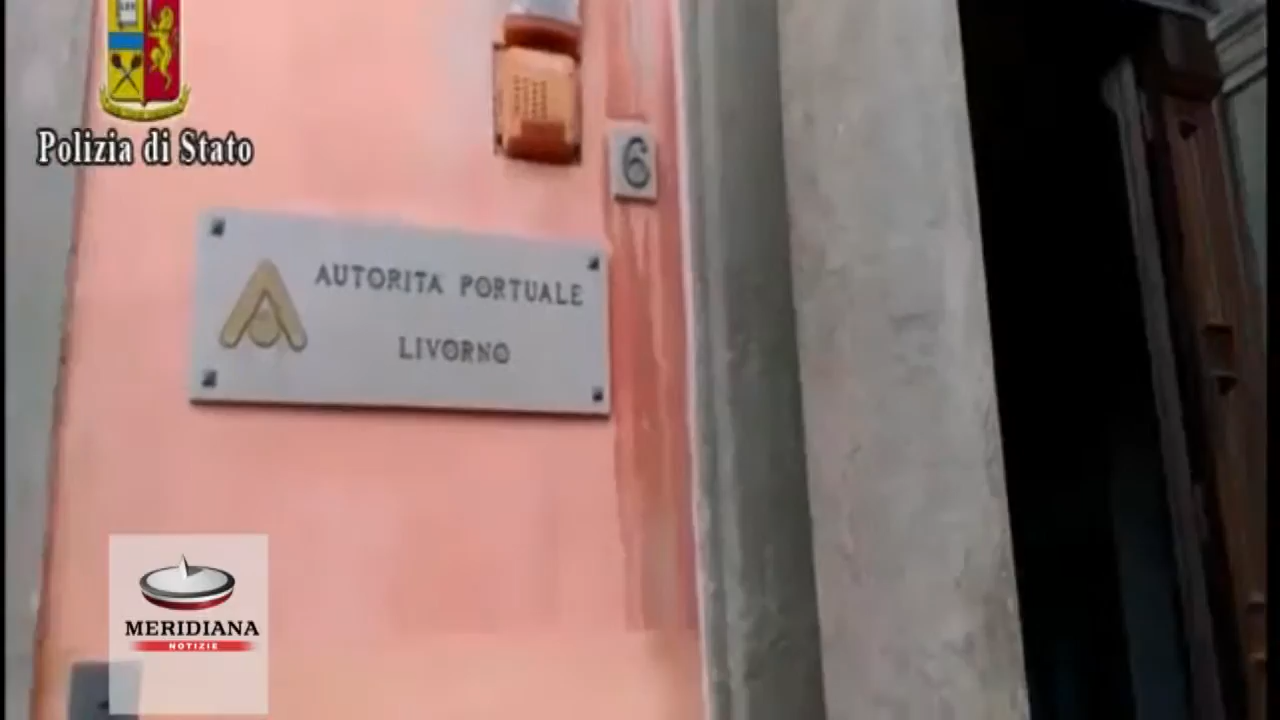 Polizia di Stato
6
AUTORITA PORTUALE
LIVORNO
MERIDIANA
NOTIZIE